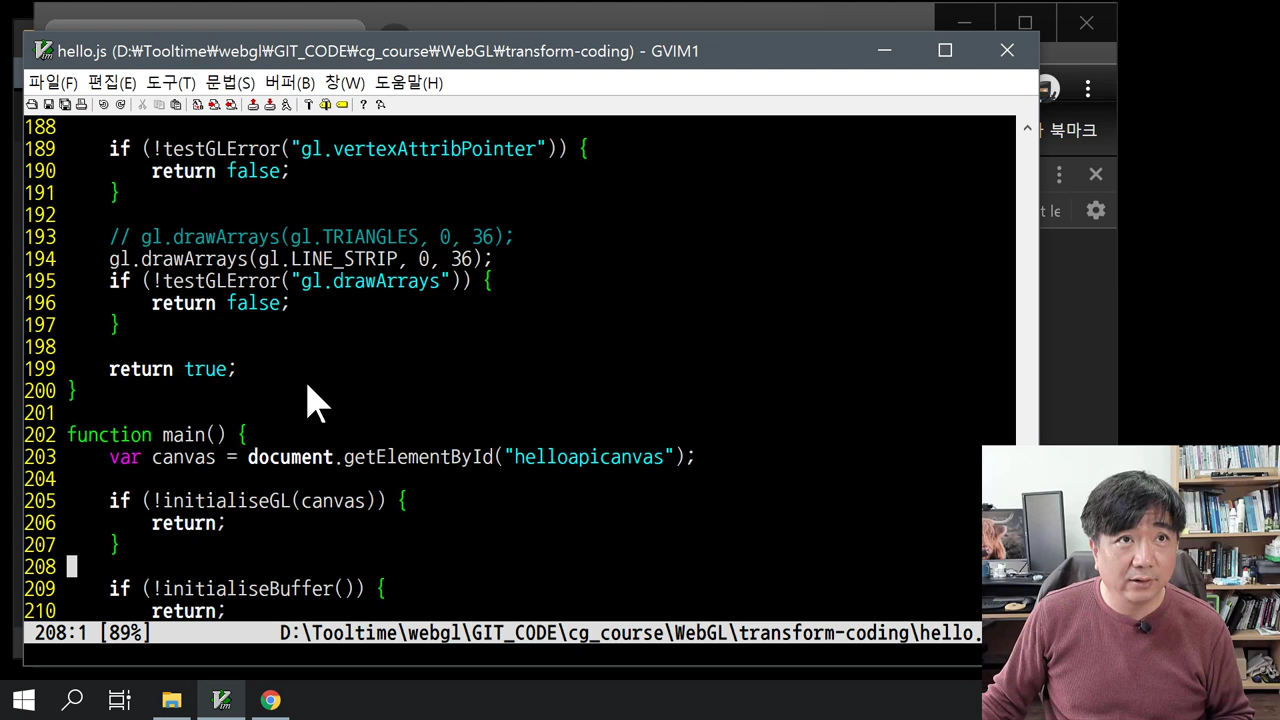 hello.js (D:₩Tooltime₩webgl₩GIT_CODE₩cg_course₩WebGL₩transform-coding) - GVIM1
파일(F) 편집(E) 도구(T) 문법(S) 버퍼(B) 창(W) 도움말(H)
북마크
188
189 if (!testGLError("gl.vertexAttribPointer")) {
190 return false;
191 }
192
193 // gl.drawArrays(gl.TRIANGLES, 0, 36);
194 gl.drawArrays(gl.LINE_STRIP, 0, 36);
195 if (!testGLError("gl.drawArrays")) {
196 return false;
197 }
198
199 return true;
200 }
201
202 function main() {
203 var canvas = document.getElementById("helloapicanvas");
204
205 if (!initialiseGL(canvas)) {
206 return;
207 }
208
209 if (!initialiseBuffer()) {
210 return;
208:1 [89%] D:\Tooltime\webgl\GIT_CODE\cg_course\WebGL\transform-coding\hello.